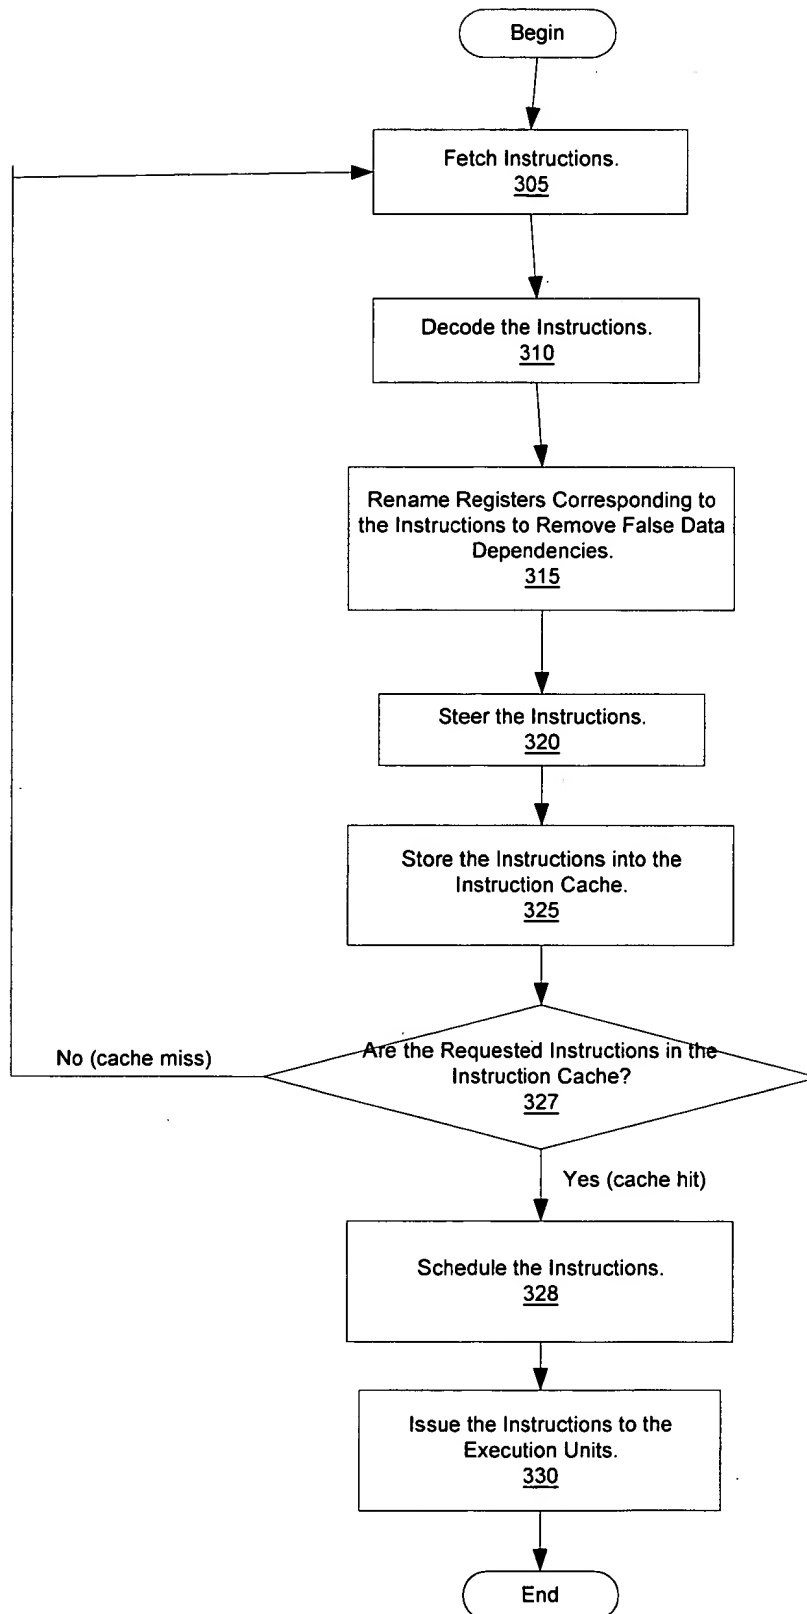 Begin
Fetch Instructions.
305
Decode the Instructions.
310
Rename Registers Corresponding to
the Instructions to Remove False Data
Dependencies.
315
Steer the Instructions.
320
Store the Instructions into the
Instruction Cache.
325
No (cache miss)
Are the Requested Instructions in the
Instruction Cache?
327
Yes (cache hit)
Schedule the Instructions.
328
Issue the Instructions to the
Execution Units.
330
End